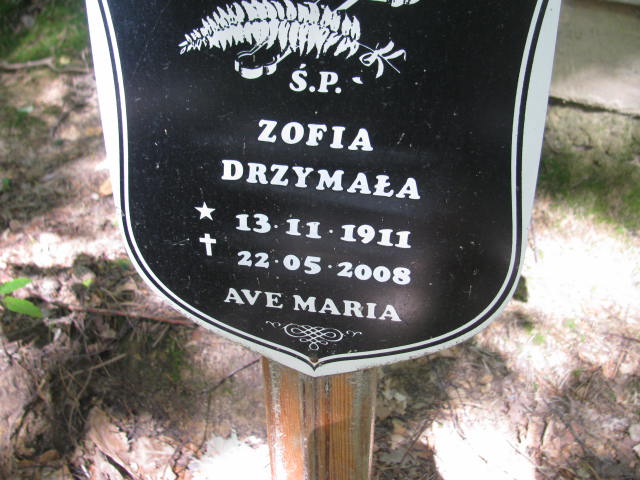 Ś.P.
ZOFIA
DRZYMAŁA
13·11·1911
22·05·2008
AVE MARIA